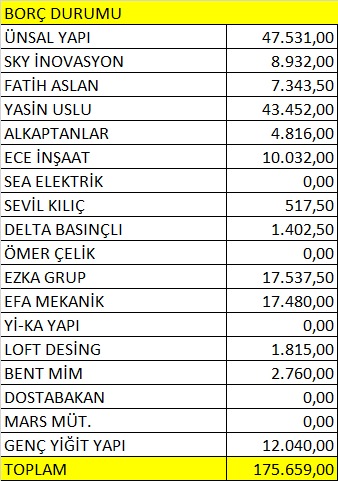 BORÇ DURUMU
ÜNSAL YAPI 47.531,00
SKY İNOVASYON 8.932,00
FATİH ASLAN 7.343,50
YASİN USLU 43.452,00
ALKAPTANLAR 4.816,00
ECE İNŞAAT 10.032,00
SEA ELEKTRİK 0,00
SEVİL KILIÇ 517,50
DELTA BASINÇLI 1.402,50
ÖMER ÇELİK 0,00
EZKA GRUP 17.537,50
EFA MEKANİK 17.480,00
Yİ-KA YAPI 0,00
LOFT DESİNG 1.815,00
BENT MİM 2.760,00
DOSTABAKAN 0,00
MARS MÜT. 0,00
GENÇ YİĞİT YAPI 12.040,00
TOPLAM 175.659,00